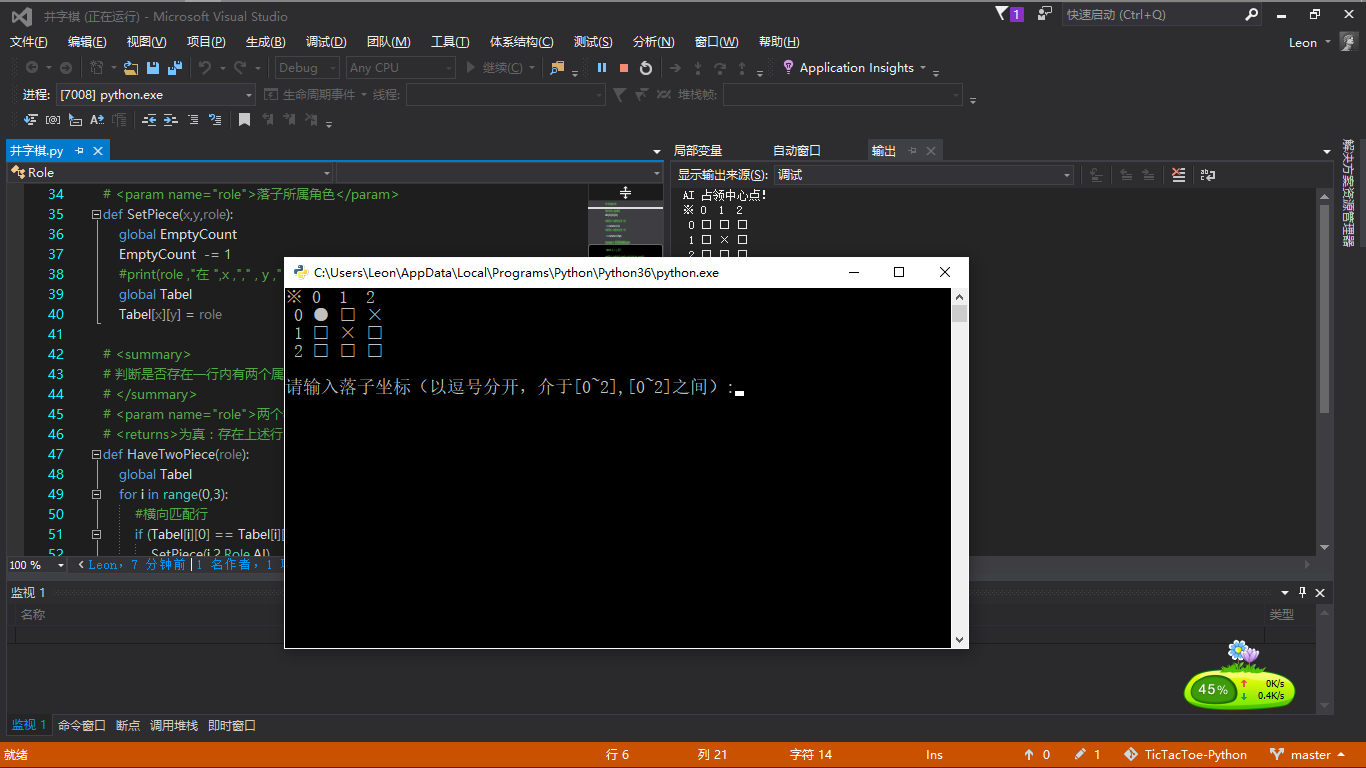 井字棋 (正在运行) - Microsoft Visual Studio
1
快速启动 (Ctrl+Q)
文件(F) 编辑(E) 视图(V) 项目(P) 生成(B) 调试(D) 团队(M) 工具(T) 体系结构(C) 测试(S) 分析(N) 窗口(W) 帮助(H)
Leon
Debug Any CPU 继续(C) Application Insights
进程: [7008] python.exe 生命周期事件 线程: 堆栈帧:
井字棋.py
局部变量 自动窗口 输出
解决方案资源管理器
Role
显示输出来源(S): 调试
34 # <param name="role">落子所属角色</param>
35 def SetPiece(x,y,role):
36 global EmptyCount
37 EmptyCount -= 1
38 #print(role ,"在 ",x ,"," , y ,"
39 global Tabel
40 Tabel[x][y] = role
41
42 # <summary>
43 # 判断是否存在一行内有两个属
44 # </summary>
45 # <param name="role">两个
46 # <returns>为真：存在上述行
47 def HaveTwoPiece(role):
48 global Tabel
49 for i in range(0,3):
50 #横向匹配行
51 if (Tabel[i][0] == Tabel[i][
52 SetPiece(i,2,Role.AI)
AI 占领中心点!
※ 0 1 2
0 □ □ □
1 □ × □
2 □ □ □
C:\Users\Leon\AppData\Local\Programs\Python\Python36\python.exe
※ 0 1 2
0 ● □ ×
1 □ × □
2 □ □ □
请输入落子坐标（以逗号分开，介于[0~2],[0~2]之间）:
100 % Leon，7 分钟前 | 1 名作者，1
监视 1
名称 类型
45% 0K/s
0.4K/s
监视 1 命令窗口 断点 调用堆栈 即时窗口
就绪 行 6 列 21 字符 14 Ins 0 1 TicTacToe-Python master